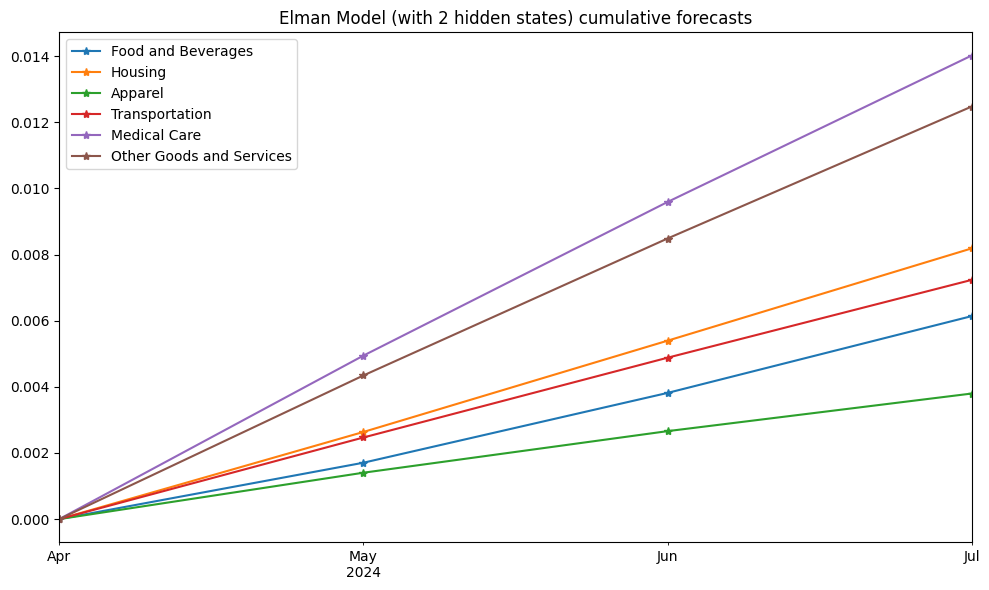 Elman Model (with 2 hidden states) cumulative forecasts
Food and Beverages
Housing
Apparel
Transportation
Medical Care
Other Goods and Services
0.014
0.012
0.010
0.008
0.006
0.004
0.002
0.000
Apr
May
2024
Jun
Jul